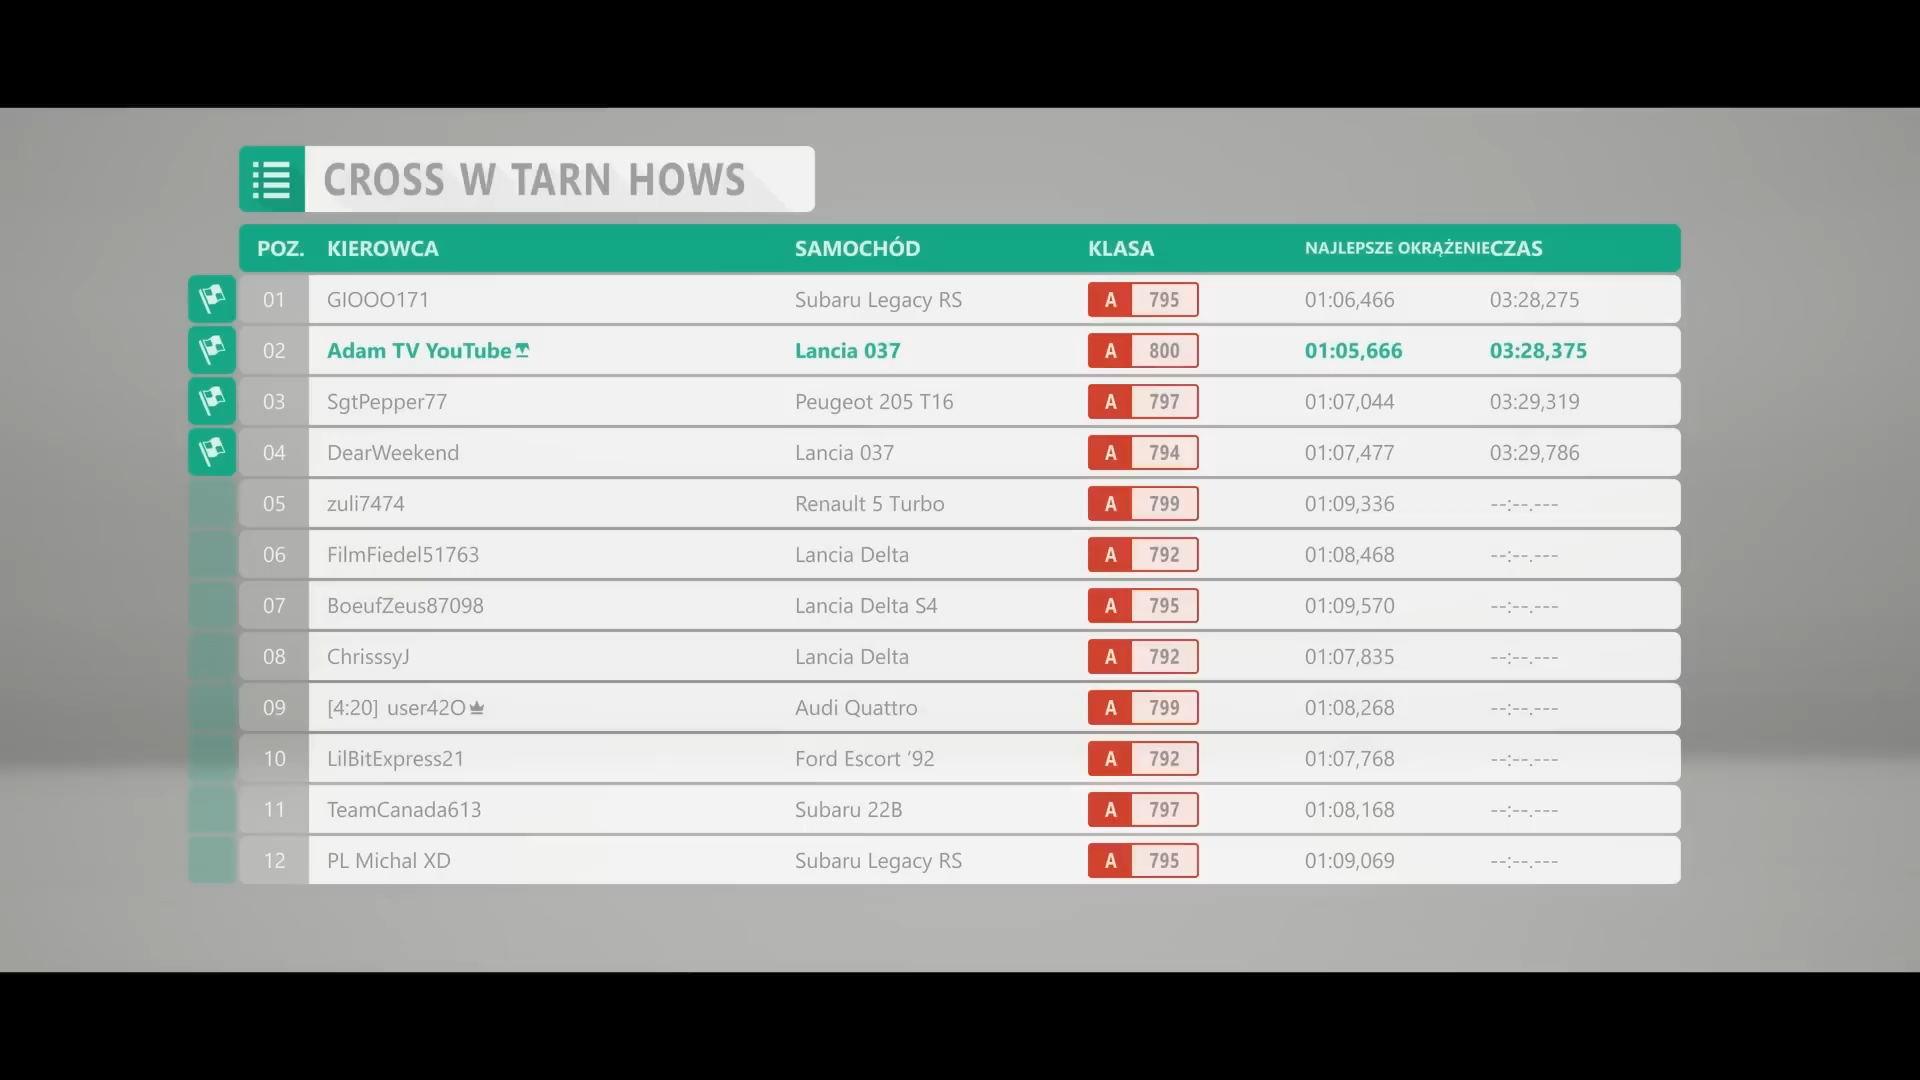 CROSS W TARN HOWS
POZ. KIEROWCA SAMOCHÓD KLASA NAJLEPSZE OKRĄŻENIE CZAS
01 GIOOO171 Subaru Legacy RS A 795 01:06,466 03:28,275
02 Adam TV YouTube Lancia 037 A 800 01:05,666 03:28,375
03 SgtPepper77 Peugeot 205 T16 A 797 01:07,044 03:29,319
04 DearWeekend Lancia 037 A 794 01:07,477 03:29,786
05 zuli7474 Renault 5 Turbo A 799 01:09,336 --:--.---
06 FilmFiedel51763 Lancia Delta A 792 01:08,468 --:--.---
07 BoeufZeus87098 Lancia Delta S4 A 795 01:09,570 --:--.---
08 ChrisssyJ Lancia Delta A 792 01:07,835 --:--.---
09 [4:20] user42O Audi Quattro A 799 01:08,268 --:--.---
10 LilBitExpress21 Ford Escort ’92 A 792 01:07,768 --:--.---
11 TeamCanada613 Subaru 22B A 797 01:08,168 --:--.---
12 PL Michal XD Subaru Legacy RS A 795 01:09,069 --:--.---